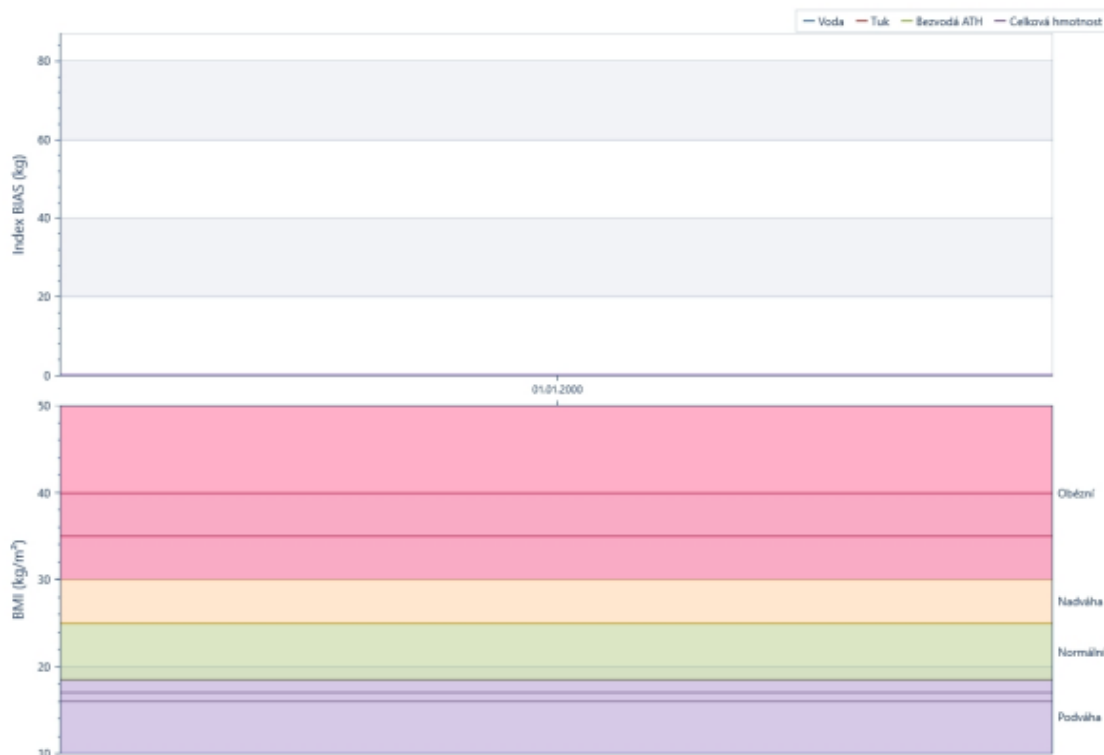 Voda Tuk Bezvodá ATH Celková hmotnost
Index BIAS (kg)
80
60
40
20
0
01.01.2000
BMI (kg/m²)
50
40
30
20
10
Obézní
Nadváha
Normální
Podváha